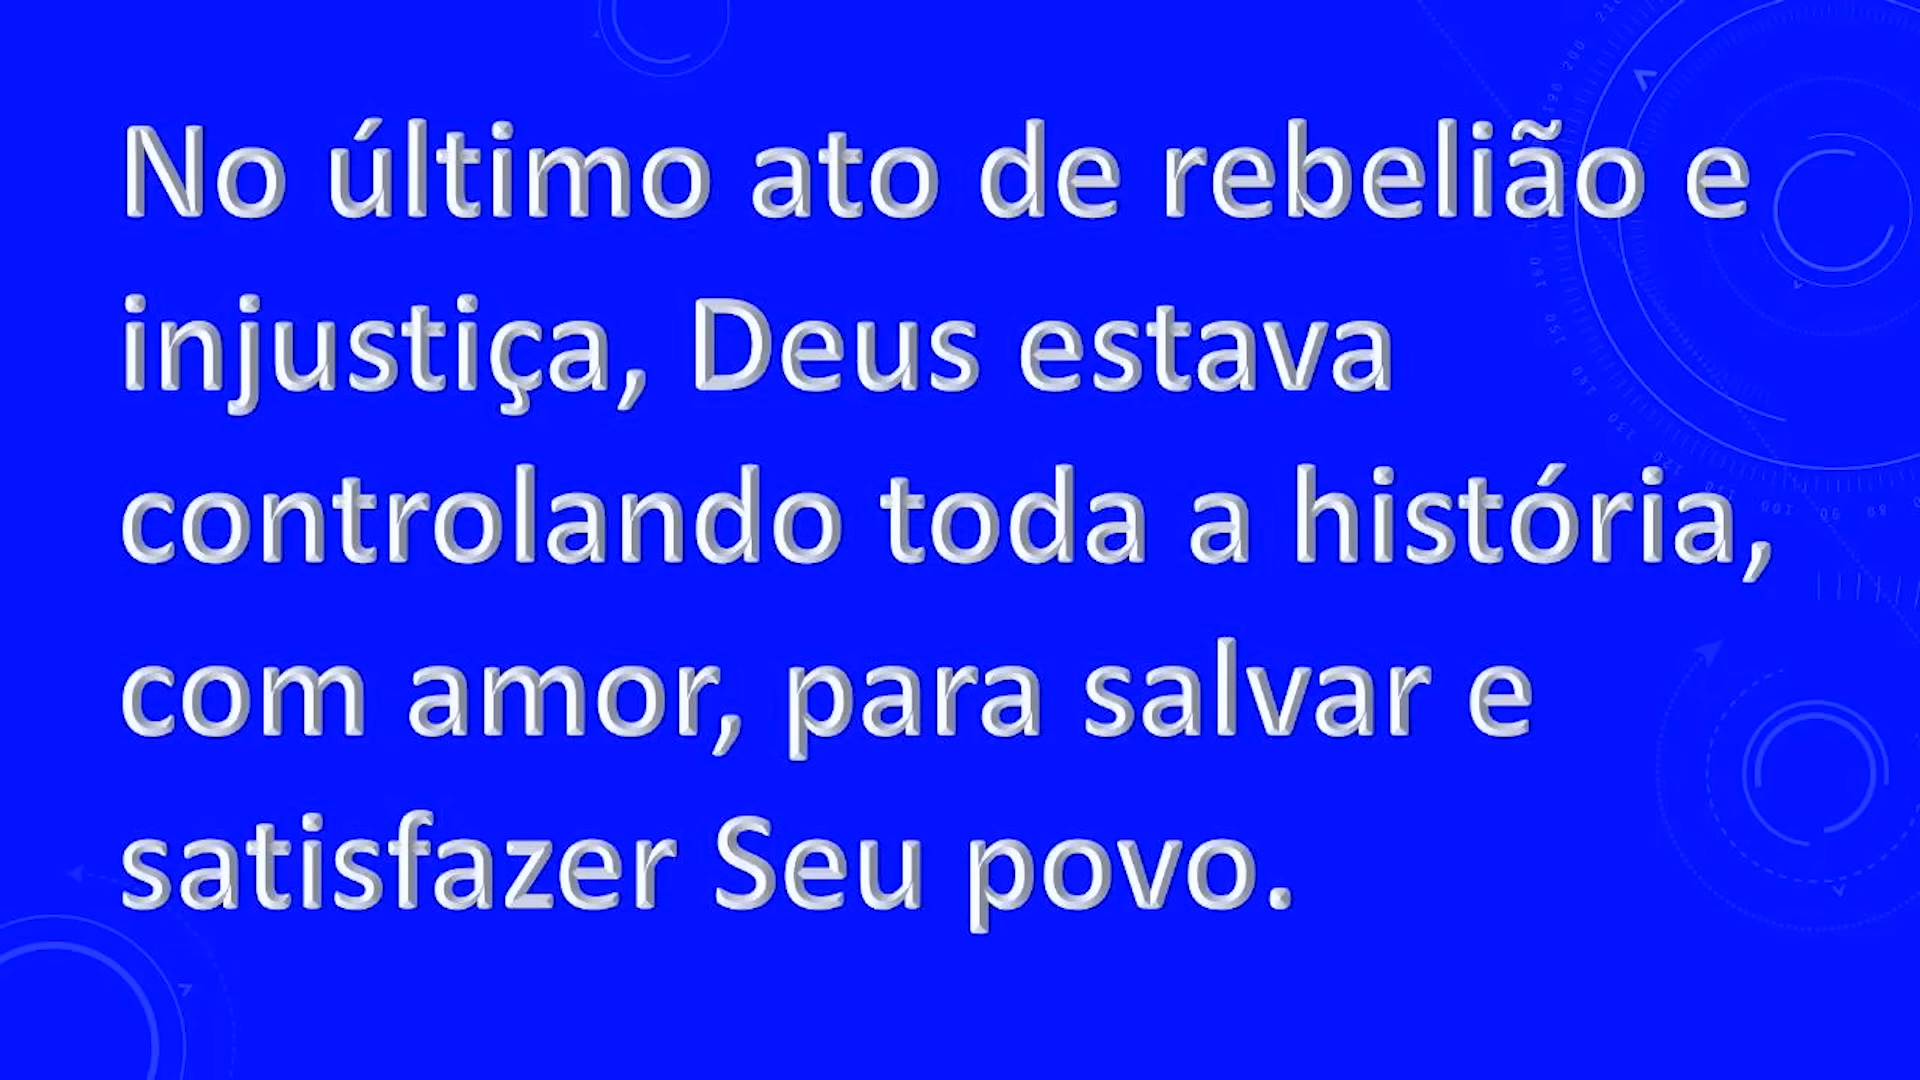 No último ato de rebelião e
injustiça, Deus estava
controlando toda a história,
com amor, para salvar e
satisfazer Seu povo.